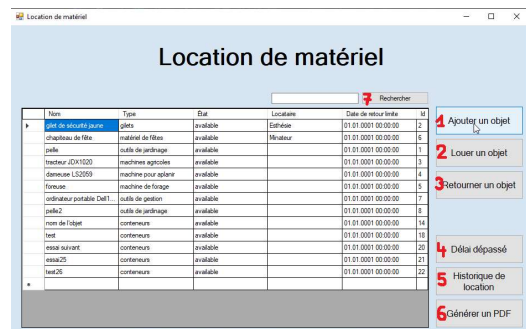 Location de matériel
Location de matériel
7 Rechercher
Nom Type État Locataire Date de retour limite Id
gilet de sécurité jaune gilets available Esthésie 01.01.0001 00:00:00 2
chapiteau de fête matériel de fêtes available Minateur 01.01.0001 00:00:00 6
pelle outils de jardinage available 01.01.0001 00:00:00 1
tracteur JDX1020 machines agricoles available 01.01.0001 00:00:00 3
dameuse LS2059 machine pour aplanir available 01.01.0001 00:00:00 4
foreuse machine de forage available 01.01.0001 00:00:00 5
ordinateur portable Dell1... outils de gestion available 01.01.0001 00:00:00 7
pelle2 outils de jardinage available 01.01.0001 00:00:00 8
nom de l'objet conteneurs available 01.01.0001 00:00:00 14
test conteneurs available 01.01.0001 00:00:00 18
essai suivant conteneurs available 01.01.0001 00:00:00 20
essai25 conteneurs available 01.01.0001 00:00:00 21
test26 conteneurs available 01.01.0001 00:00:00 22
1 Ajouter un objet
2 Louer un objet
3 Retourner un objet
4 Délai dépassé
5 Historique de
location
6 Générer un PDF